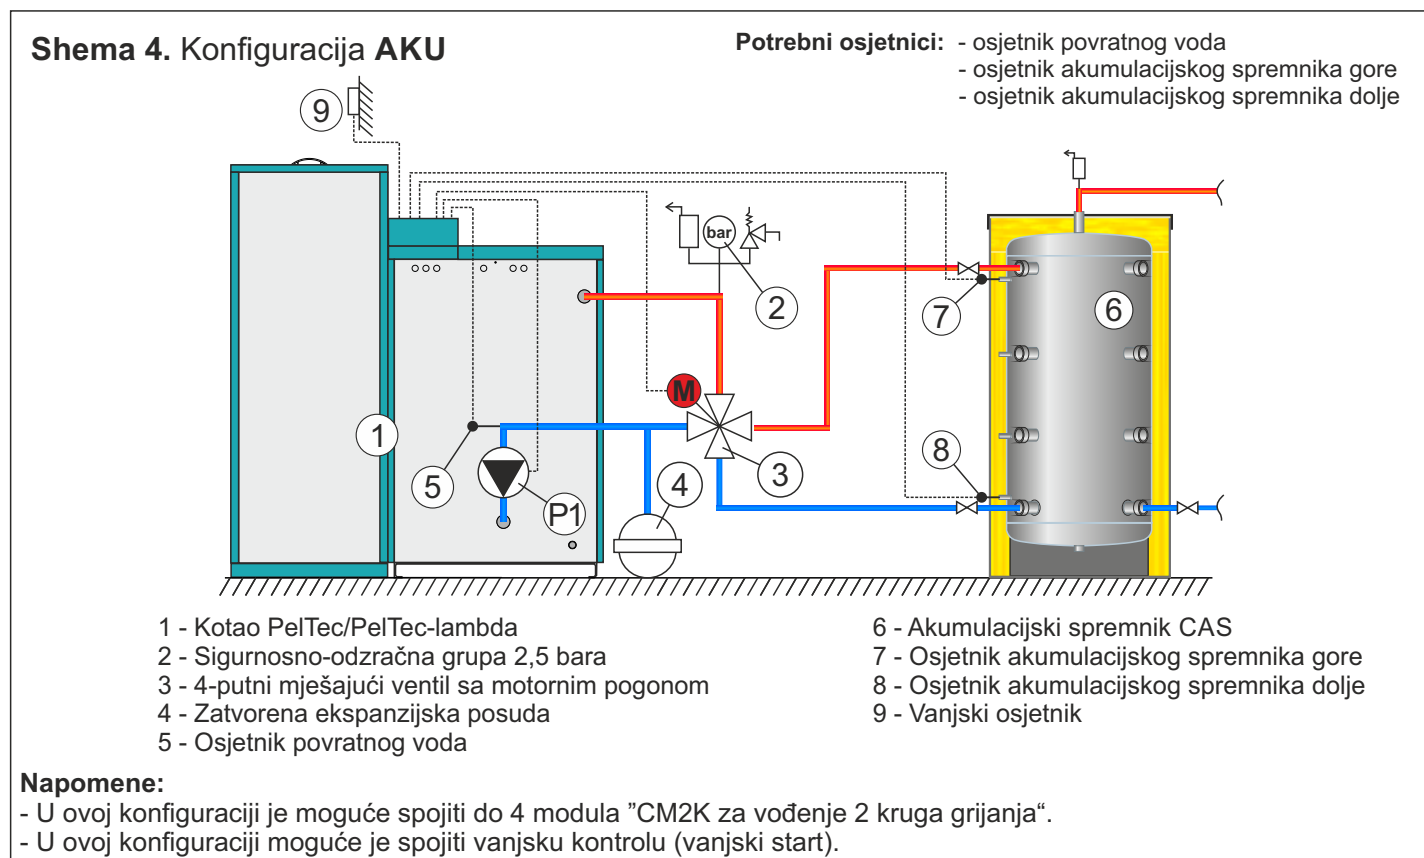 Shema 4. Konfiguracija AKU
Potrebni osjetnici: - osjetnik povratnog voda
- osjetnik akumulacijskog spremnika gore
- osjetnik akumulacijskog spremnika dolje
9
bar
2
7
6
M
1
3
8
5
4
P1
1 - Kotao PelTec/PelTec-lambda
2 - Sigurnosno-odzračna grupa 2,5 bara
3 - 4-putni mješajući ventil sa motornim pogonom
4 - Zatvorena ekspanzijska posuda
5 - Osjetnik povratnog voda
6 - Akumulacijski spremnik CAS
7 - Osjetnik akumulacijskog spremnika gore
8 - Osjetnik akumulacijskog spremnika dolje
9 - Vanjski osjetnik
Napomene:
- U ovoj konfiguraciji je moguće spojiti do 4 modula ”CM2K za vođenje 2 kruga grijanja“.
- U ovoj konfiguraciji moguće je spojiti vanjsku kontrolu (vanjski start).